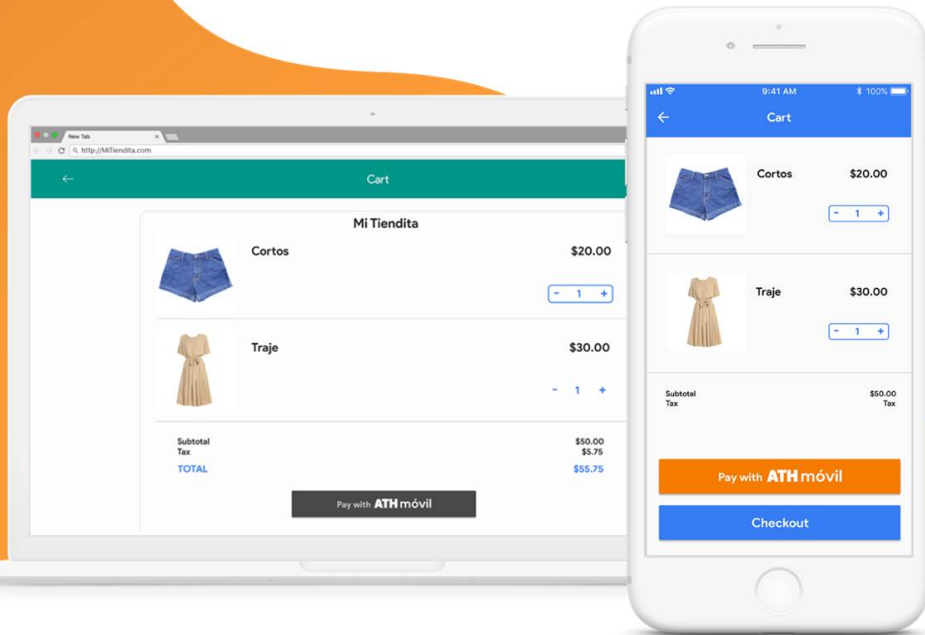 New Tab
http://MiTiendita.com
Cart
Mi Tiendita
Cortos $20.00
- 1 +
Traje $30.00
- 1 +
Subtotal $50.00
Tax $5.75
TOTAL $55.75
Pay with ATH móvil
9:41 AM 100%
Cart
Cortos $20.00
- 1 +
Traje $30.00
- 1 +
Subtotal $50.00
Tax Tax
Pay with ATH móvil
Checkout